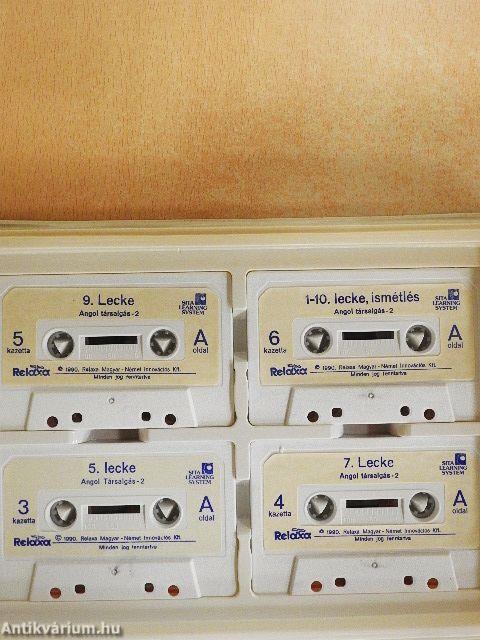 9. Lecke
Angol társalgás - 2
SITA
LEARNING
SYSTEM
5
kazetta
A
oldal
Relaxa
© 1990. Relaxa Magyar - Német Innovációs Kft.
Minden jog fenntartva
1-10. lecke, ismétlés
Angol társalgás - 2
SITA
LEARNING
SYSTEM
6
kazetta
A
oldal
Relaxa
© 1990. Relaxa Magyar - Német Innovációs Kft.
Minden jog fenntartva
5. lecke
Angol Társalgás - 2
SITA
LEARNING
SYSTEM
3
kazetta
A
oldal
Relaxa
© 1990. Relaxa Magyar - Német Innovációs Kft.
Minden jog fenntartva
7. Lecke
Angol Társalgás - 2
SITA
LEARNING
SYSTEM
4
kazetta
A
oldal
Relaxa
© 1990. Relaxa Magyar - Német Innovációs Kft.
Minden jog fenntartva
Antikvárium.hu